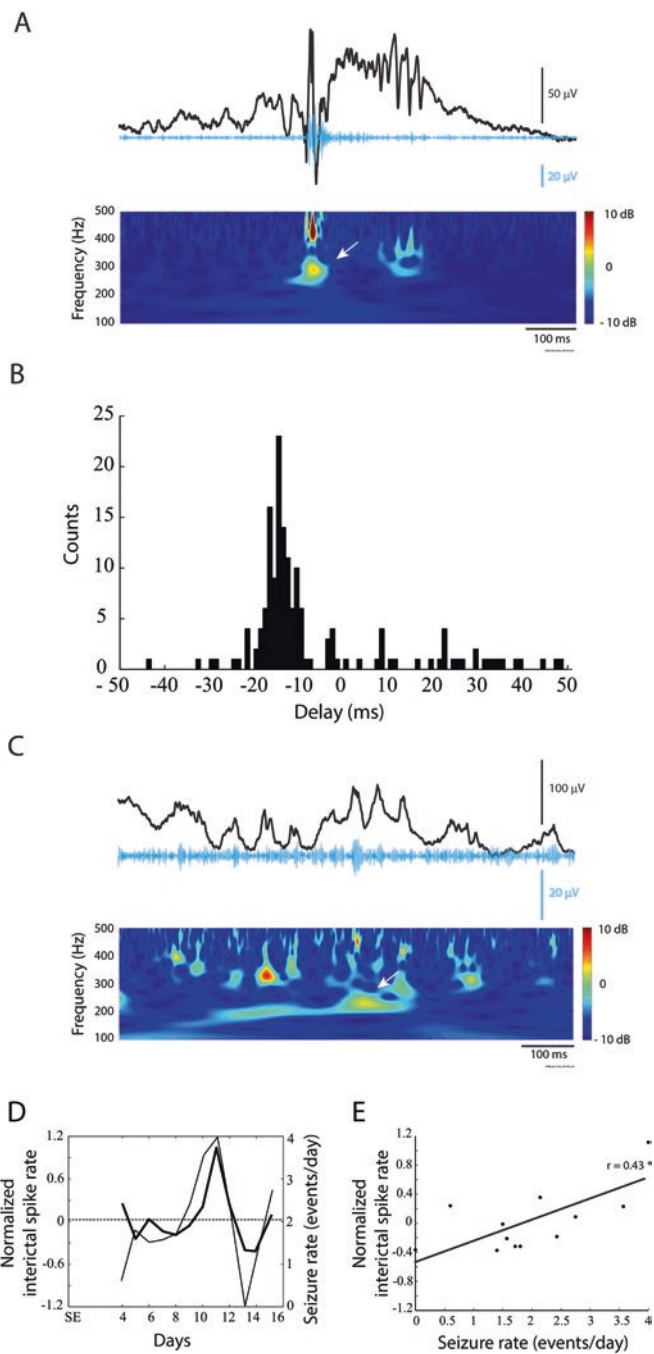 A
50 µV
20 µV
Frequency (Hz)
500
400
300
200
100
10 dB
0
- 10 dB
100 ms
B
Counts
25
20
15
10
5
0
- 50 -40 -30 -20 -10 0 10 20 30 40 50
Delay (ms)
C
100 µV
20 µV
Frequency (Hz)
500
400
300
200
100
10 dB
0
- 10 dB
100 ms
D
Normalized
interictal spike rate
1.2
0.6
0
-0.6
-1.2
4
3
2
1
0
Seizure rate (events/day)
SE 4 6 8 10 12 14 16
Days
E
Normalized
interictal spike rate
1.2
0.8
0.4
0
-0.4
-0.8
-1.2
r = 0.43 *
0 0.5 1 1.5 2 2.5 3 3.5 4
Seizure rate (events/day)